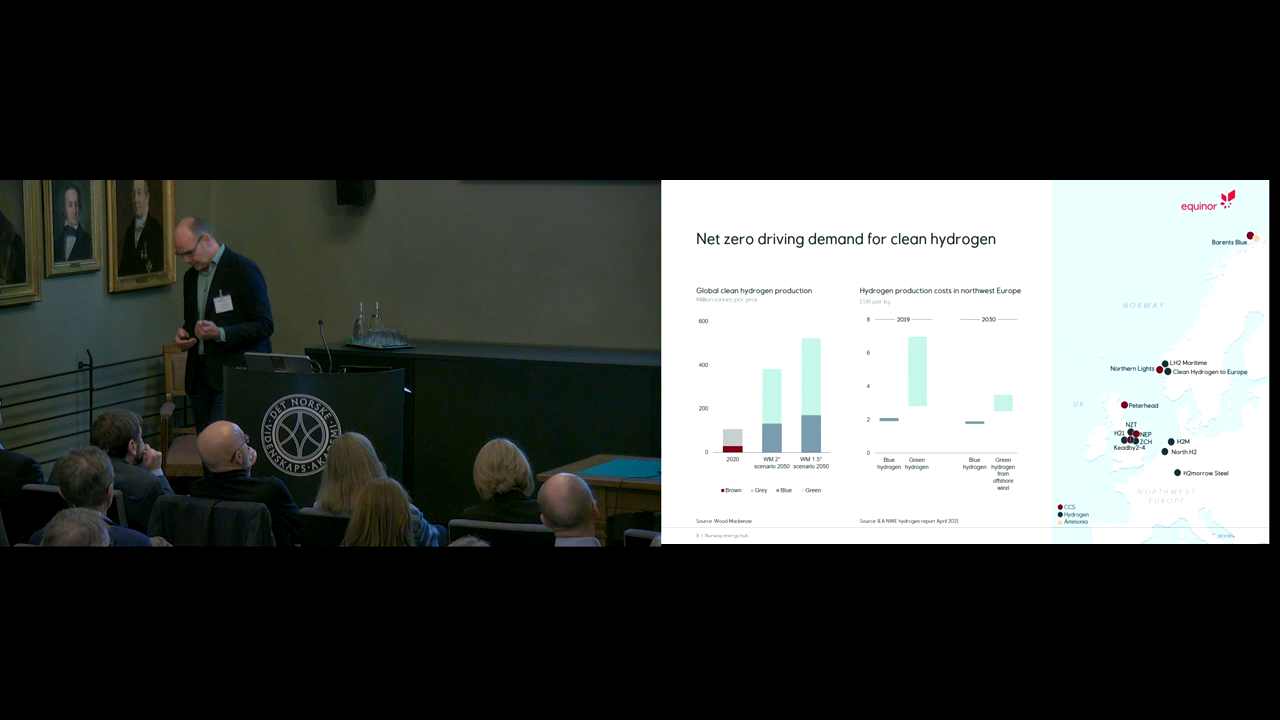 DET NORSKE
VIDENSKAPS-
equinor
Net zero driving demand for clean hydrogen
Global clean hydrogen production
Million tonnes per year
600
400
200
0
2020
WM 2°
scenario 2050
WM 1.5°
scenario 2050
Brown
Grey
Blue
Green
Source: Wood Mackenzie
Hydrogen production costs in northwest Europe
EUR per kg
2019
2030
8
6
4
2
0
Blue
hydrogen
Green
hydrogen
Blue
hydrogen
Green
hydrogen
from
offshore
wind
Source: IEA NWE hydrogen report April 2021
8 | Norway energy hub
Barents Blue
NORWAY
LH2 Maritime
Northern Lights
Clean Hydrogen to Europe
UK
Peterhead
NZT
H21
NEP
ZCH
Keadby2-4
H2M
North H2
H2morrow Steel
NORTHWEST
EUROPE
CCS
Hydrogen
Ammonia